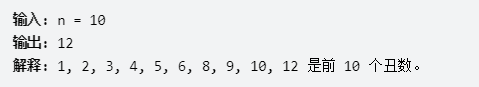 输入：n = 10
输出：12
解释：1, 2, 3, 4, 5, 6, 8, 9, 10, 12 是前 10 个丑数。